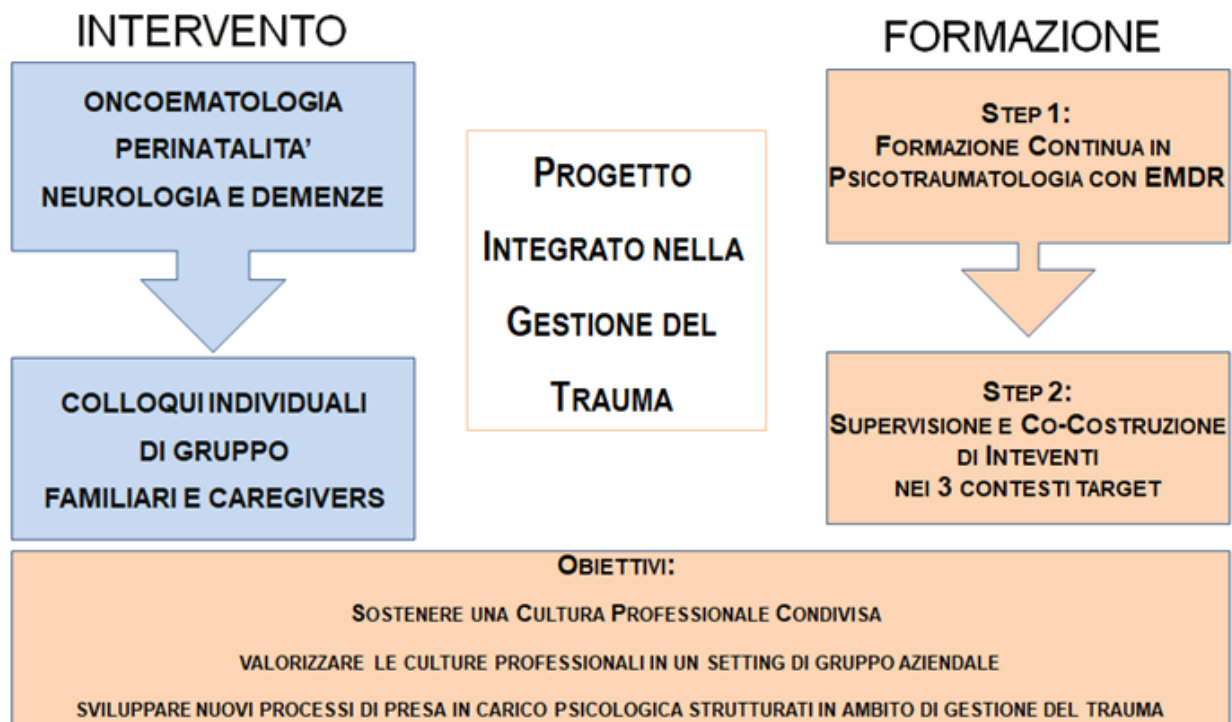 INTERVENTO
ONCOEMATOLOGIA
PERINATALITA’
NEUROLOGIA E DEMENZE
COLLOQUI INDIVIDUALI
DI GRUPPO
FAMILIARI E CAREGIVERS
PROGETTO
INTEGRATO NELLA
GESTIONE DEL
TRAUMA
FORMAZIONE
STEP 1:
FORMAZIONE CONTINUA IN
PSICOTRAUMATOLOGIA CON EMDR
STEP 2:
SUPERVISIONE E CO-COSTRUZIONE
DI INTEVENTI
NEI 3 CONTESTI TARGET
OBIETTIVI:
SOSTENERE UNA CULTURA PROFESSIONALE CONDIVISA
VALORIZZARE LE CULTURE PROFESSIONALI IN UN SETTING DI GRUPPO AZIENDALE
SVILUPPARE NUOVI PROCESSI DI PRESA IN CARICO PSICOLOGICA STRUTTURATI IN AMBITO DI GESTIONE DEL TRAUMA